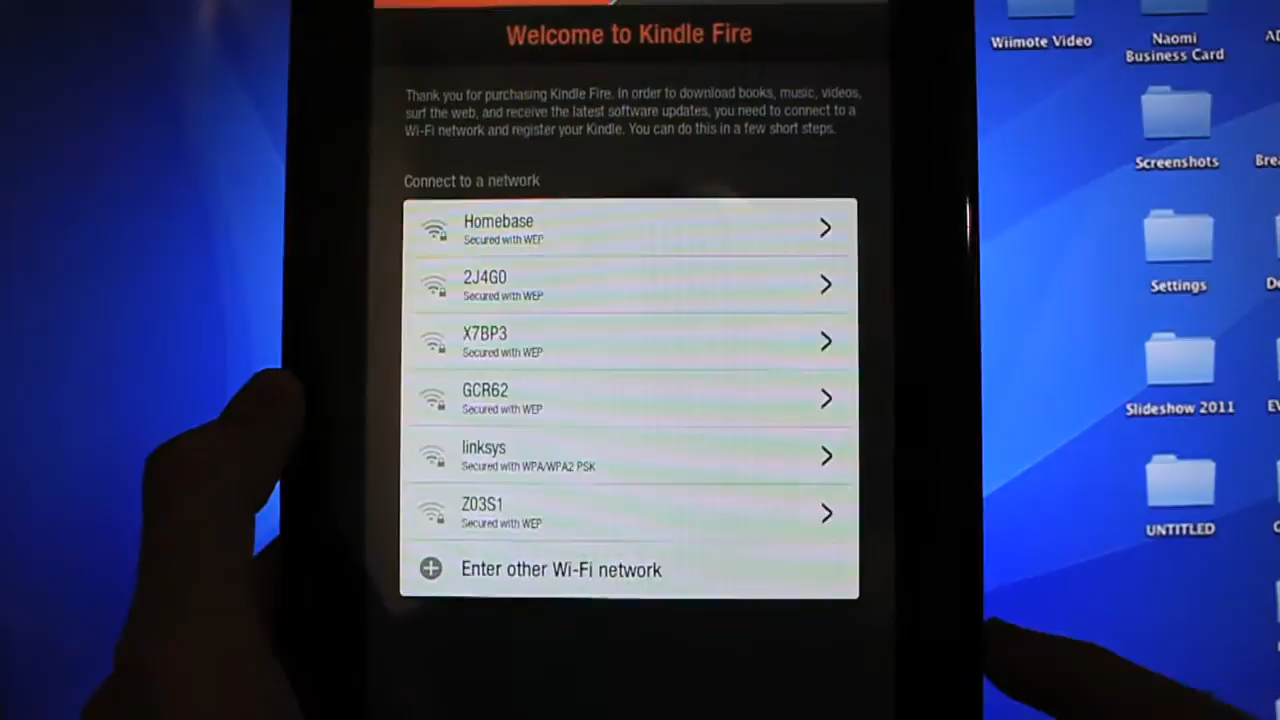 Welcome to Kindle Fire
Thank you for purchasing Kindle Fire. In order to download books, music, videos,
surf the web, and receive the latest software updates, you need to connect to a
Wi-Fi network and register your Kindle. You can do this in a few short steps.
Connect to a network
Homebase
Secured with WEP
2J4G0
Secured with WEP
X7BP3
Secured with WEP
GCR62
Secured with WEP
linksys
Secured with WPA/WPA2 PSK
Z03S1
Secured with WEP
Enter other Wi-Fi network
Wiimote Video
Naomi
Business Card
Screenshots
Settings
Slideshow 2011
UNTITLED